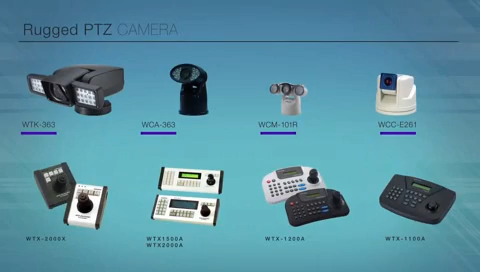 Rugged PTZ CAMERA
WTK-363
WCA-363
WCM-101R
WCC-E261
WTX-2000X
WTX1500A
WTX2000A
WTX-1200A
WTX-1100A